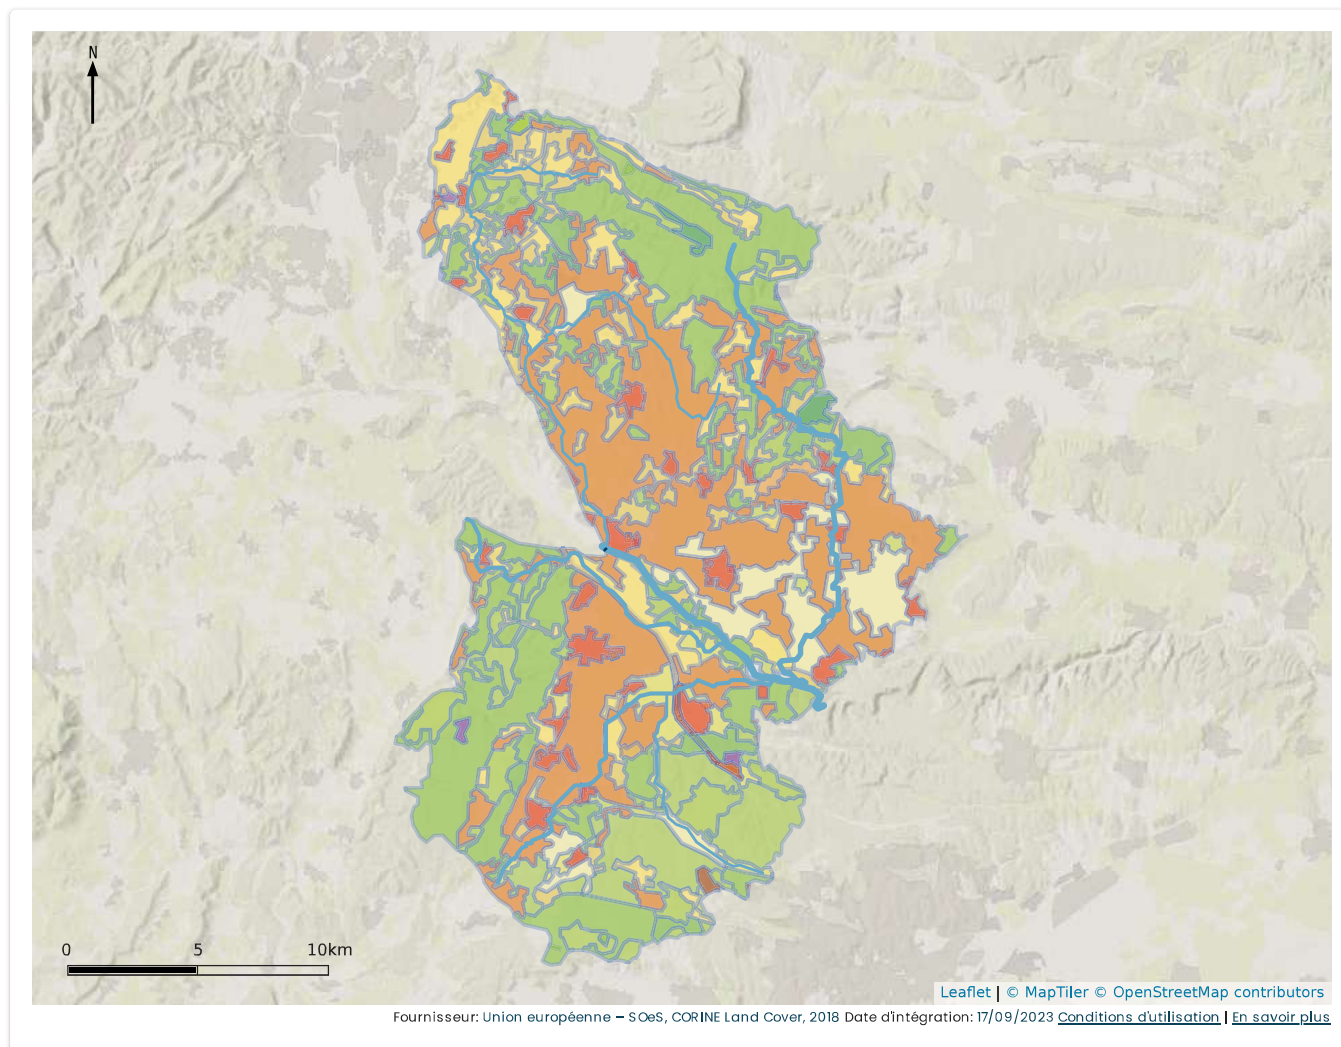 N
0 5 10km
Leaflet | © MapTiler © OpenStreetMap contributors
Fournisseur: Union européenne – SOeS, CORINE Land Cover, 2018 Date d'intégration: 17/09/2023 Conditions d'utilisation | En savoir plus